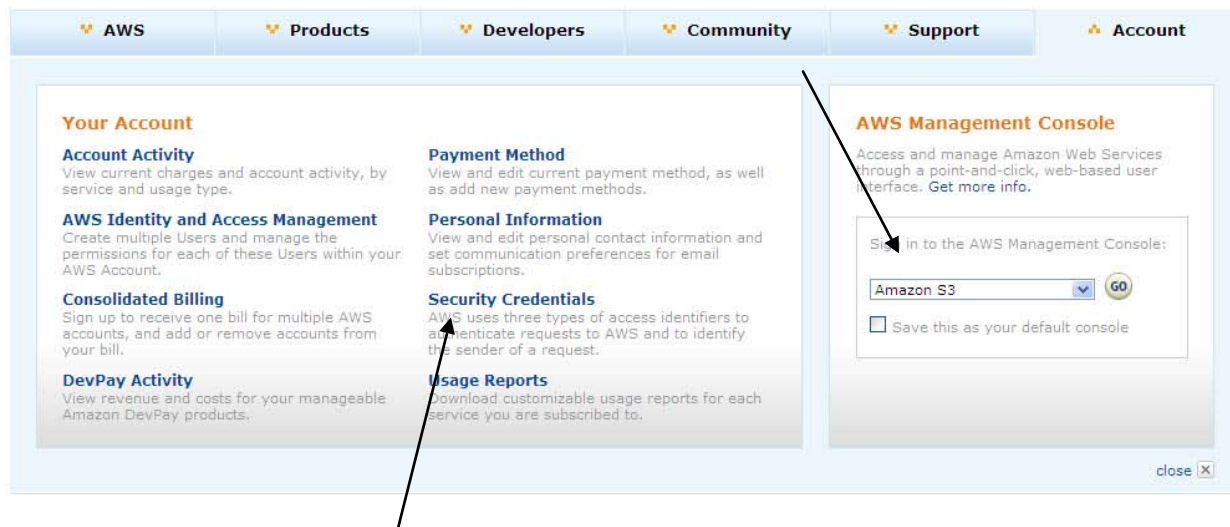 AWS
Products
Developers
Community
Support
Account
Your Account
Account Activity
View current charges and account activity, by
service and usage type.
AWS Identity and Access Management
Create multiple Users and manage the
permissions for each of these Users within your
AWS Account.
Consolidated Billing
Sign up to receive one bill for multiple AWS
accounts, and add or remove accounts from
your bill.
DevPay Activity
View revenue and costs for your manageable
Amazon DevPay products.
Payment Method
View and edit current payment method, as well
as add new payment methods.
Personal Information
View and edit personal contact information and
set communication preferences for email
subscriptions.
Security Credentials
AWS uses three types of access identifiers to
authenticate requests to AWS and to identify
the sender of a request.
Usage Reports
Download customizable usage reports for each
service you are subscribed to.
AWS Management Console
Access and manage Amazon Web Services
through a point-and-click, web-based user
interface. Get more info.
Sign in to the AWS Management Console:
Amazon S3
GO
Save this as your default console
close